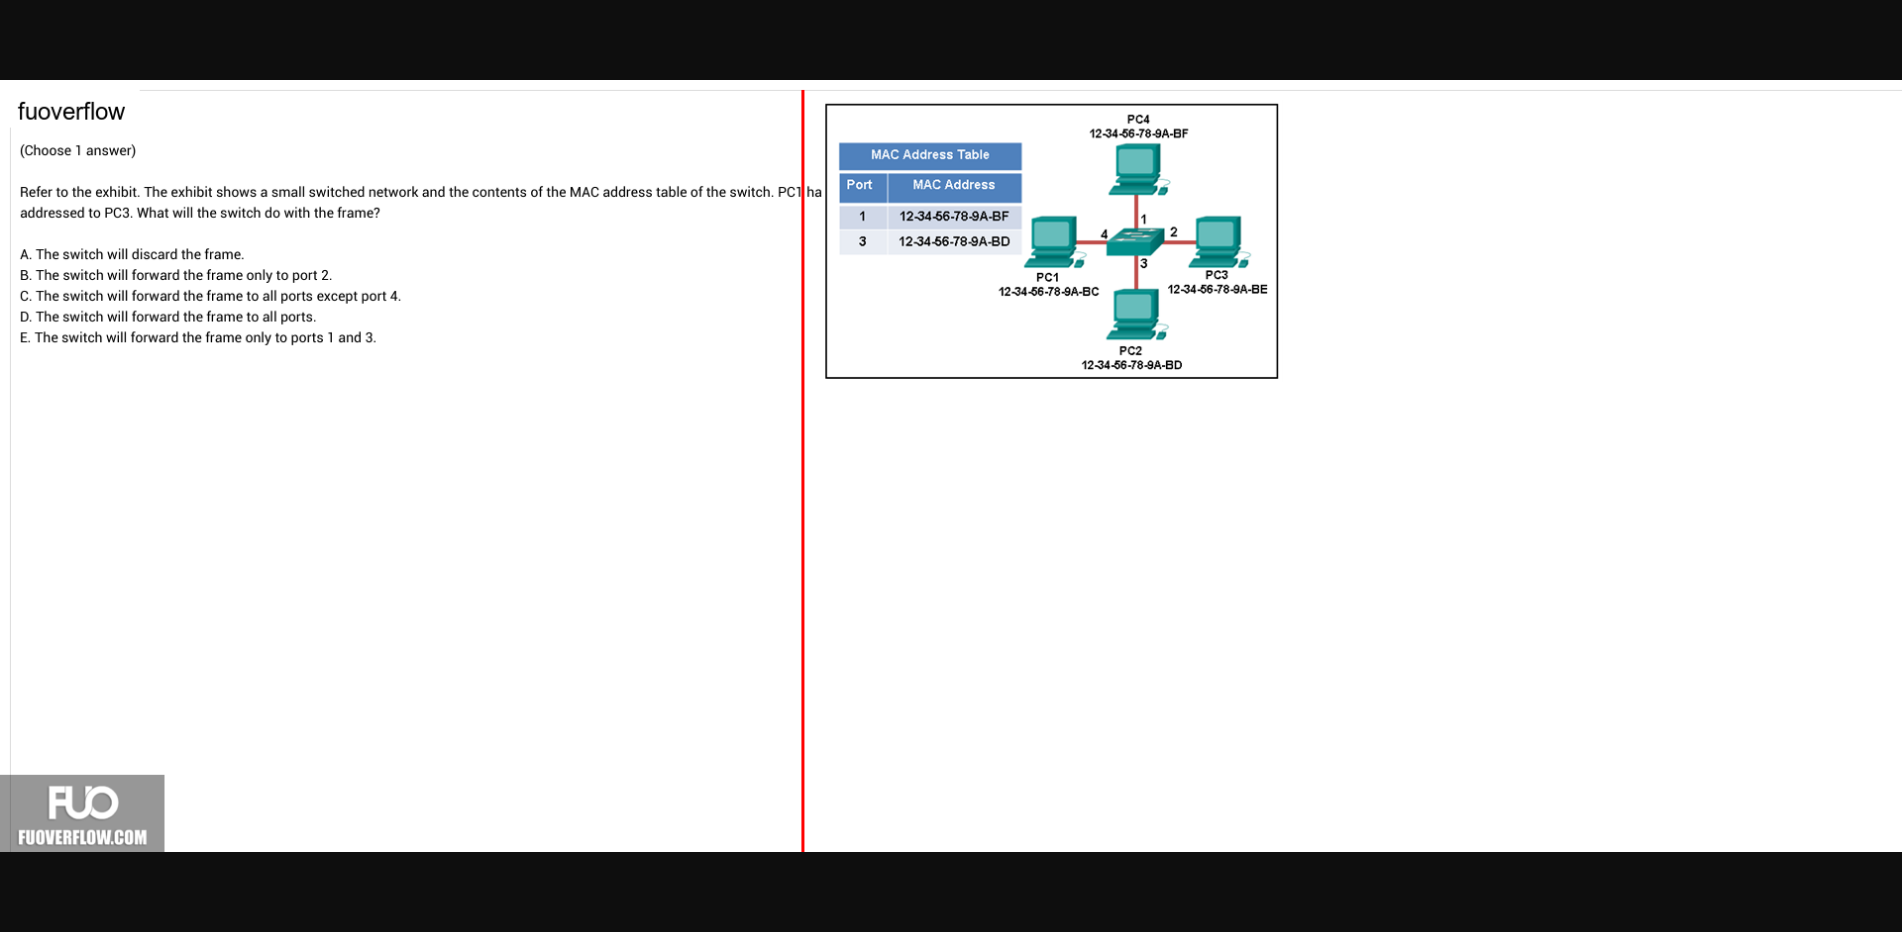 fuoverflow
(Choose 1 answer)
Refer to the exhibit. The exhibit shows a small switched network and the contents of the MAC address table of the switch. PC1 ha
addressed to PC3. What will the switch do with the frame?
A. The switch will discard the frame.
B. The switch will forward the frame only to port 2.
C. The switch will forward the frame to all ports except port 4.
D. The switch will forward the frame to all ports.
E. The switch will forward the frame only to ports 1 and 3.
MAC Address Table
Port MAC Address
1 12-34-56-78-9A-BF
3 12-34-56-78-9A-BD
PC4
12-34-56-78-9A-BF
1
4
2
3
PC1
12-34-56-78-9A-BC
PC3
12-34-56-78-9A-BE
PC2
12-34-56-78-9A-BD
FUO
FUOVERFLOW.COM